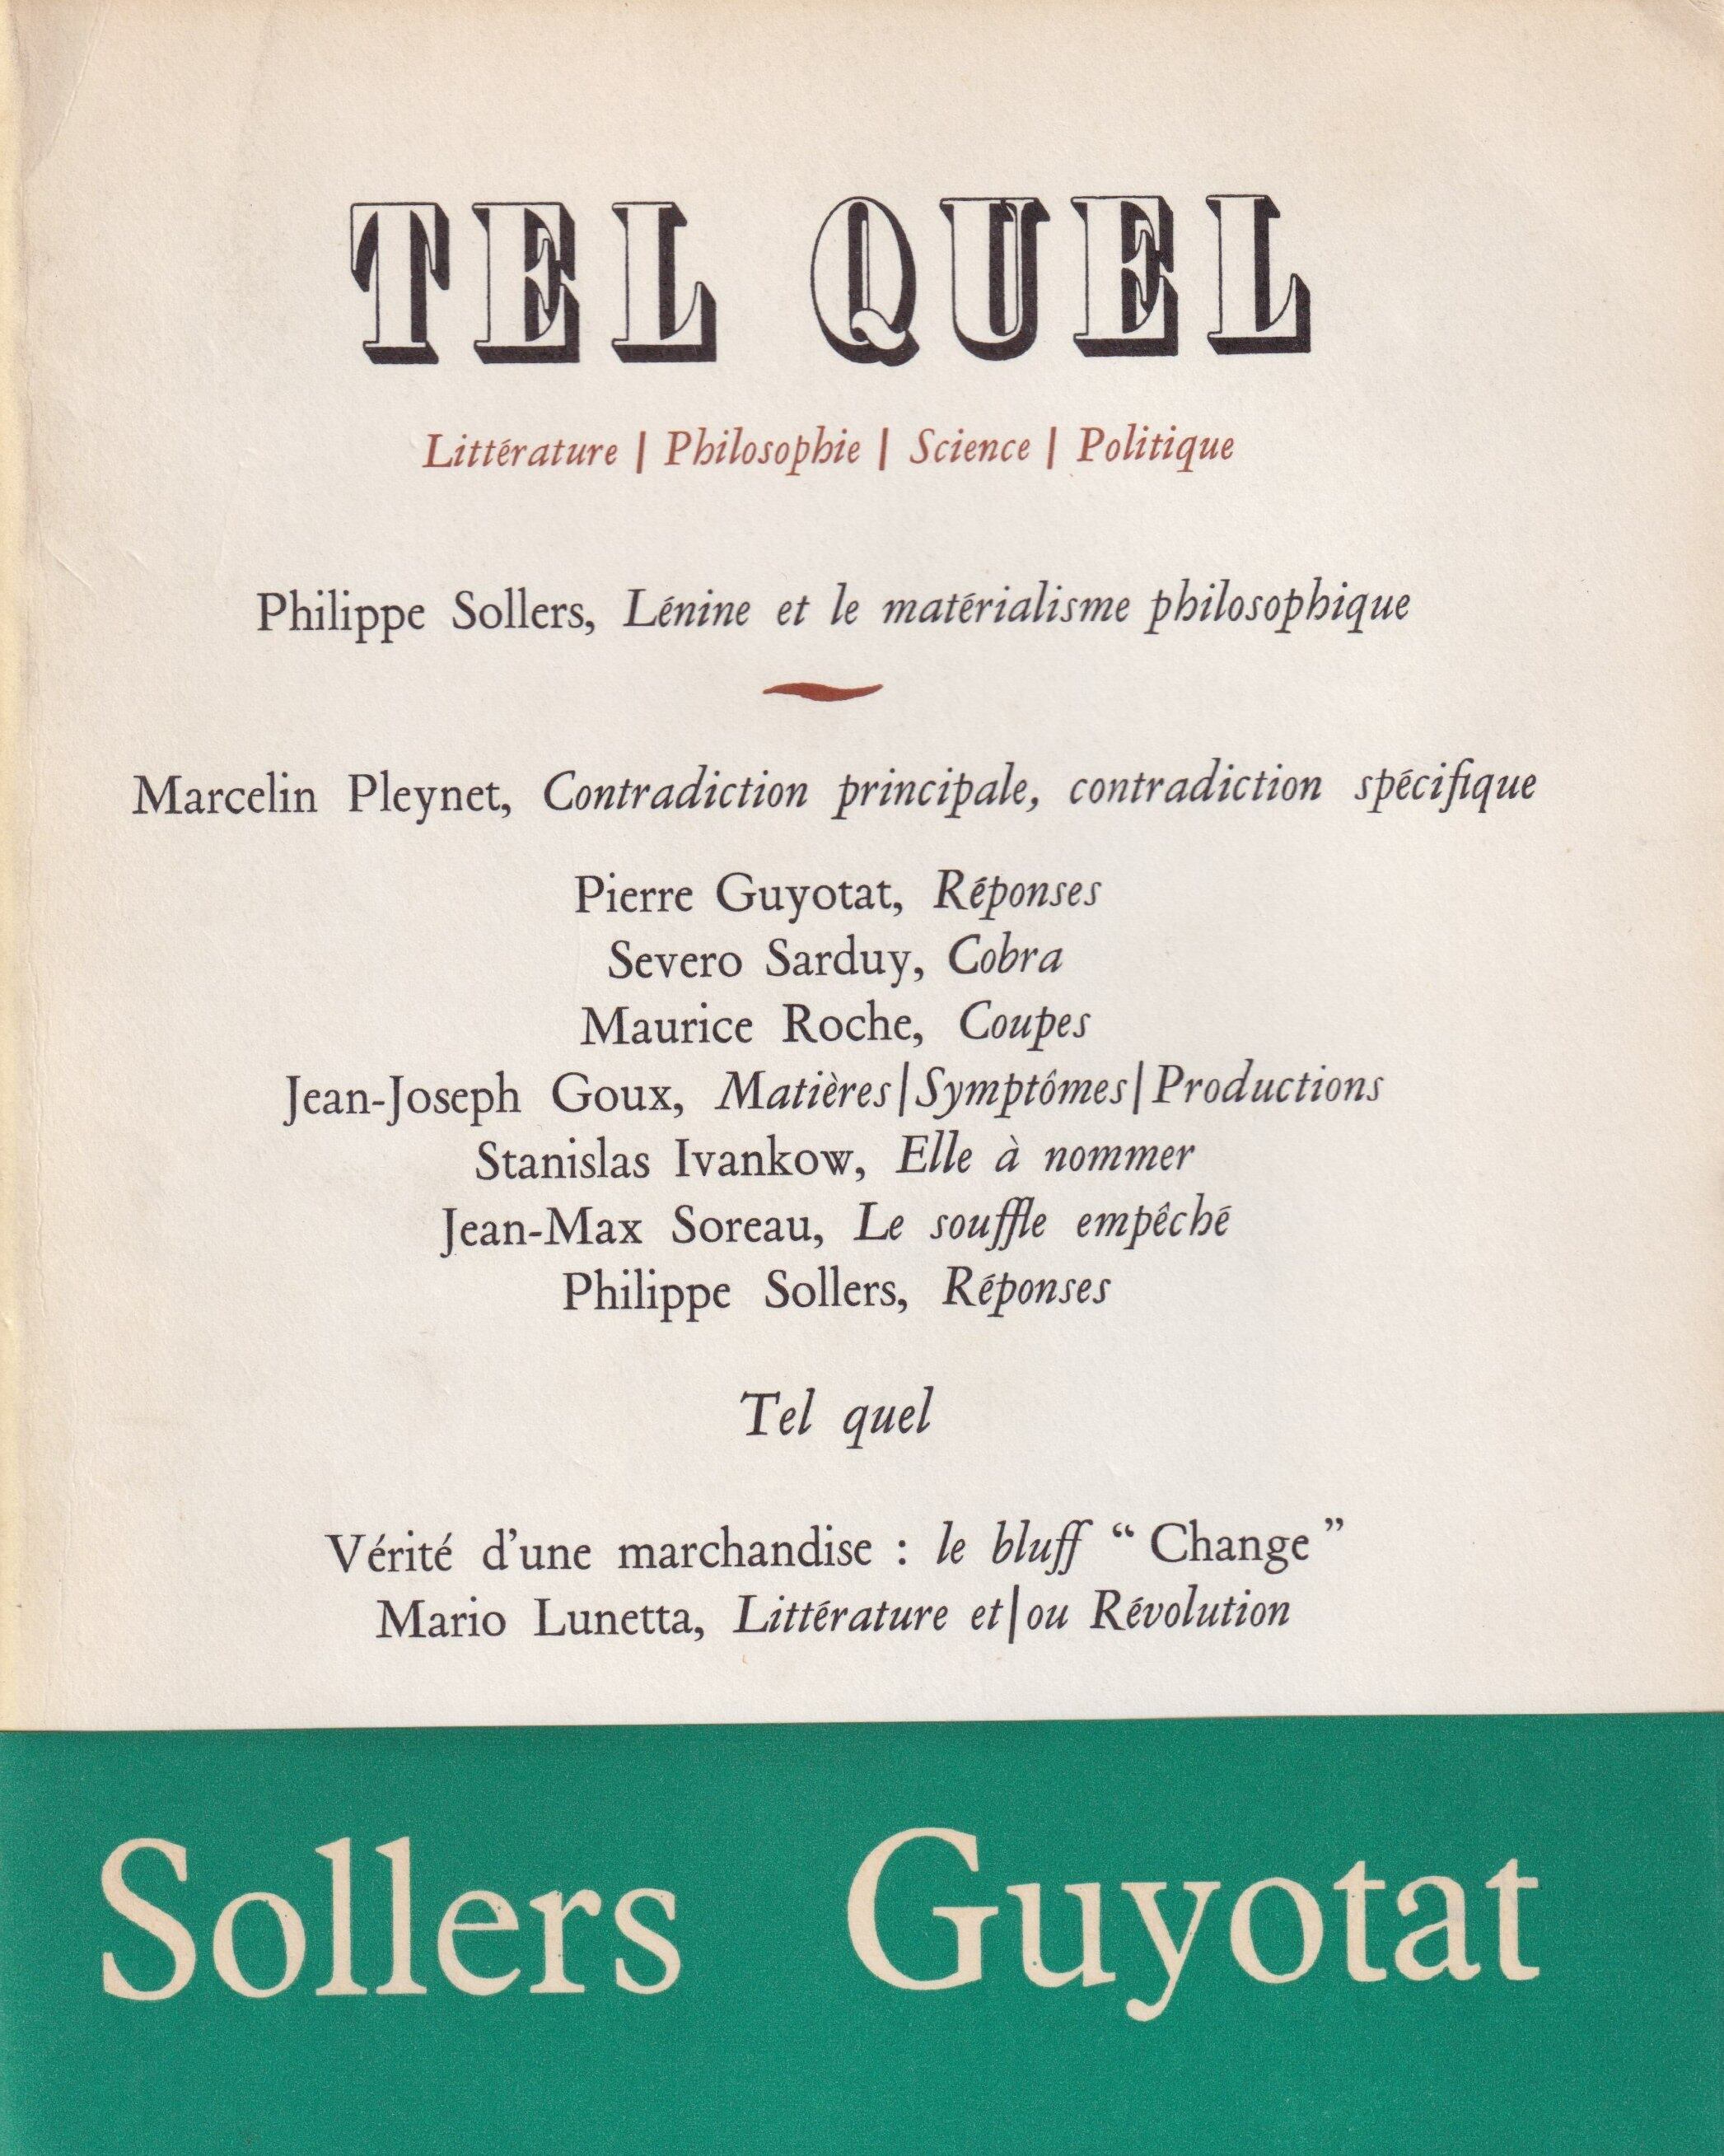 TEL QUEL
Littérature | Philosophie | Science | Politique
Philippe Sollers, Lénine et le matérialisme philosophique
Marcelin Pleynet, Contradiction principale, contradiction spécifique
Pierre Guyotat, Réponses
Severo Sarduy, Cobra
Maurice Roche, Coupes
Jean-Joseph Goux, Matières|Symptômes|Productions
Stanislas Ivankow, Elle à nommer
Jean-Max Soreau, Le souffle empêché
Philippe Sollers, Réponses
Tel quel
Vérité d'une marchandise : le bluff “ Change ”
Mario Lunetta, Littérature et|ou Révolution
Sollers Guyotat